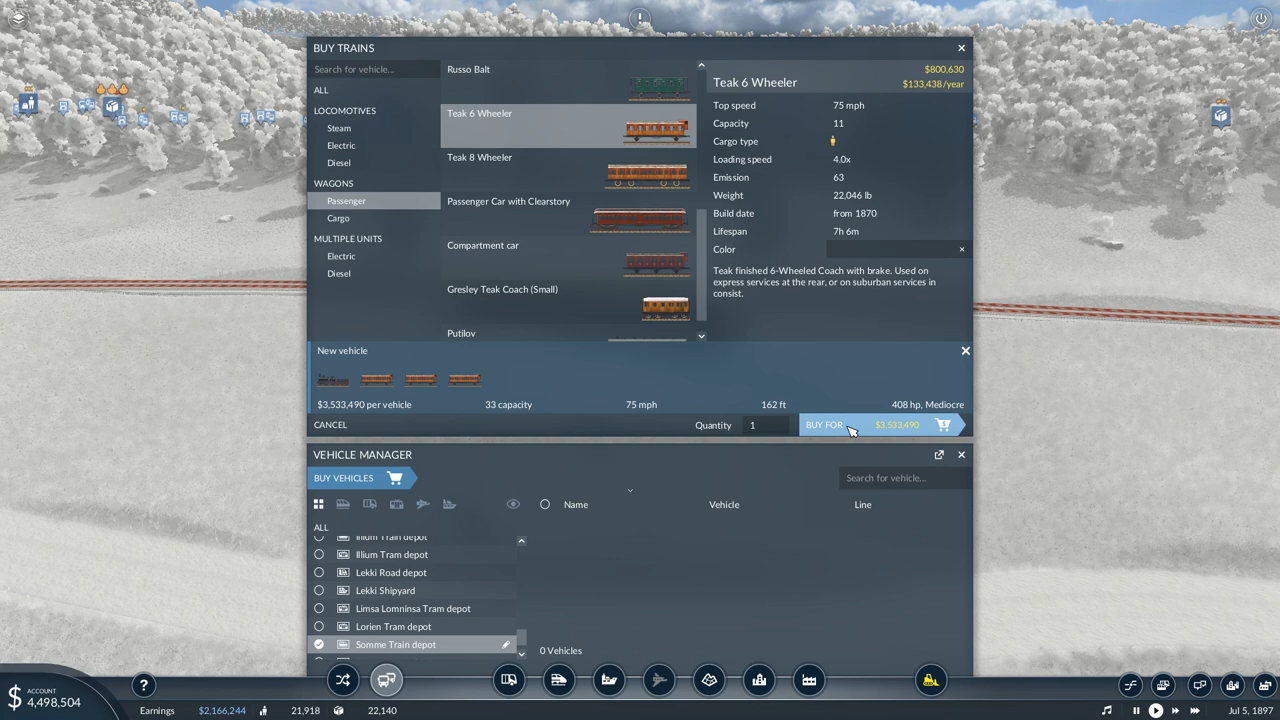 BUY TRAINS
Search for vehicle...
ALL
LOCOMOTIVES
Steam
Electric
Diesel
WAGONS
Passenger
Cargo
MULTIPLE UNITS
Electric
Diesel
Russo Balt
Teak 6 Wheeler
Teak 8 Wheeler
Passenger Car with Clearstory
Compartment car
Gresley Teak Coach (Small)
Putilov
Teak 6 Wheeler
$800,630
$133,438/year
Top speed 75 mph
Capacity 11
Cargo type
Loading speed 4.0x
Emission 63
Weight 22,046 lb
Build date from 1870
Lifespan 7h 6m
Color
Teak finished 6-Wheeled Coach with brake. Used on
express services at the rear, or on suburban services in
consist.
New vehicle
$3,533,490 per vehicle 33 capacity 75 mph 162 ft 408 hp, Mediocre
CANCEL Quantity 1 BUY FOR $3,533,490
VEHICLE MANAGER
BUY VEHICLES
Search for vehicle...
Name Vehicle Line
ALL
Illium Train depot
Illium Tram depot
Lekki Road depot
Lekki Shipyard
Limsa Lomninsa Tram depot
Lorien Tram depot
Somme Train depot
0 Vehicles
$ ACCOUNT
4,498,504
?
Earnings $2,166,244 21,918 22,140
Jul 5, 1897